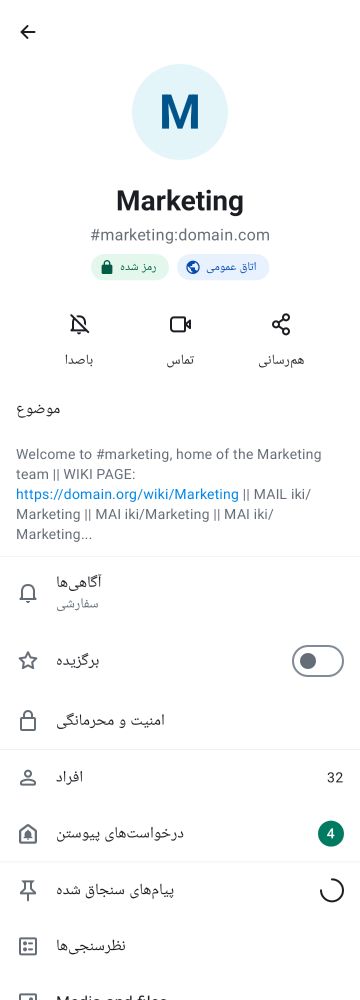 M
Marketing
#marketing:domain.com
رمز شده
اتاق عمومی
باصدا
تماس
هم‌رسانی
موضوع
Welcome to #marketing, home of the Marketing
team || WIKI PAGE:
https://domain.org/wiki/Marketing || MAIL iki/
Marketing || MAI iki/Marketing || MAI iki/
Marketing...
آگاهی‌ها
سفارشی
برگزیده
امنیت و محرمانگی
افراد 32
درخواست‌های پیوستن 4
پیام‌های سنجاق شده
نظرسنجی‌ها
Media and files